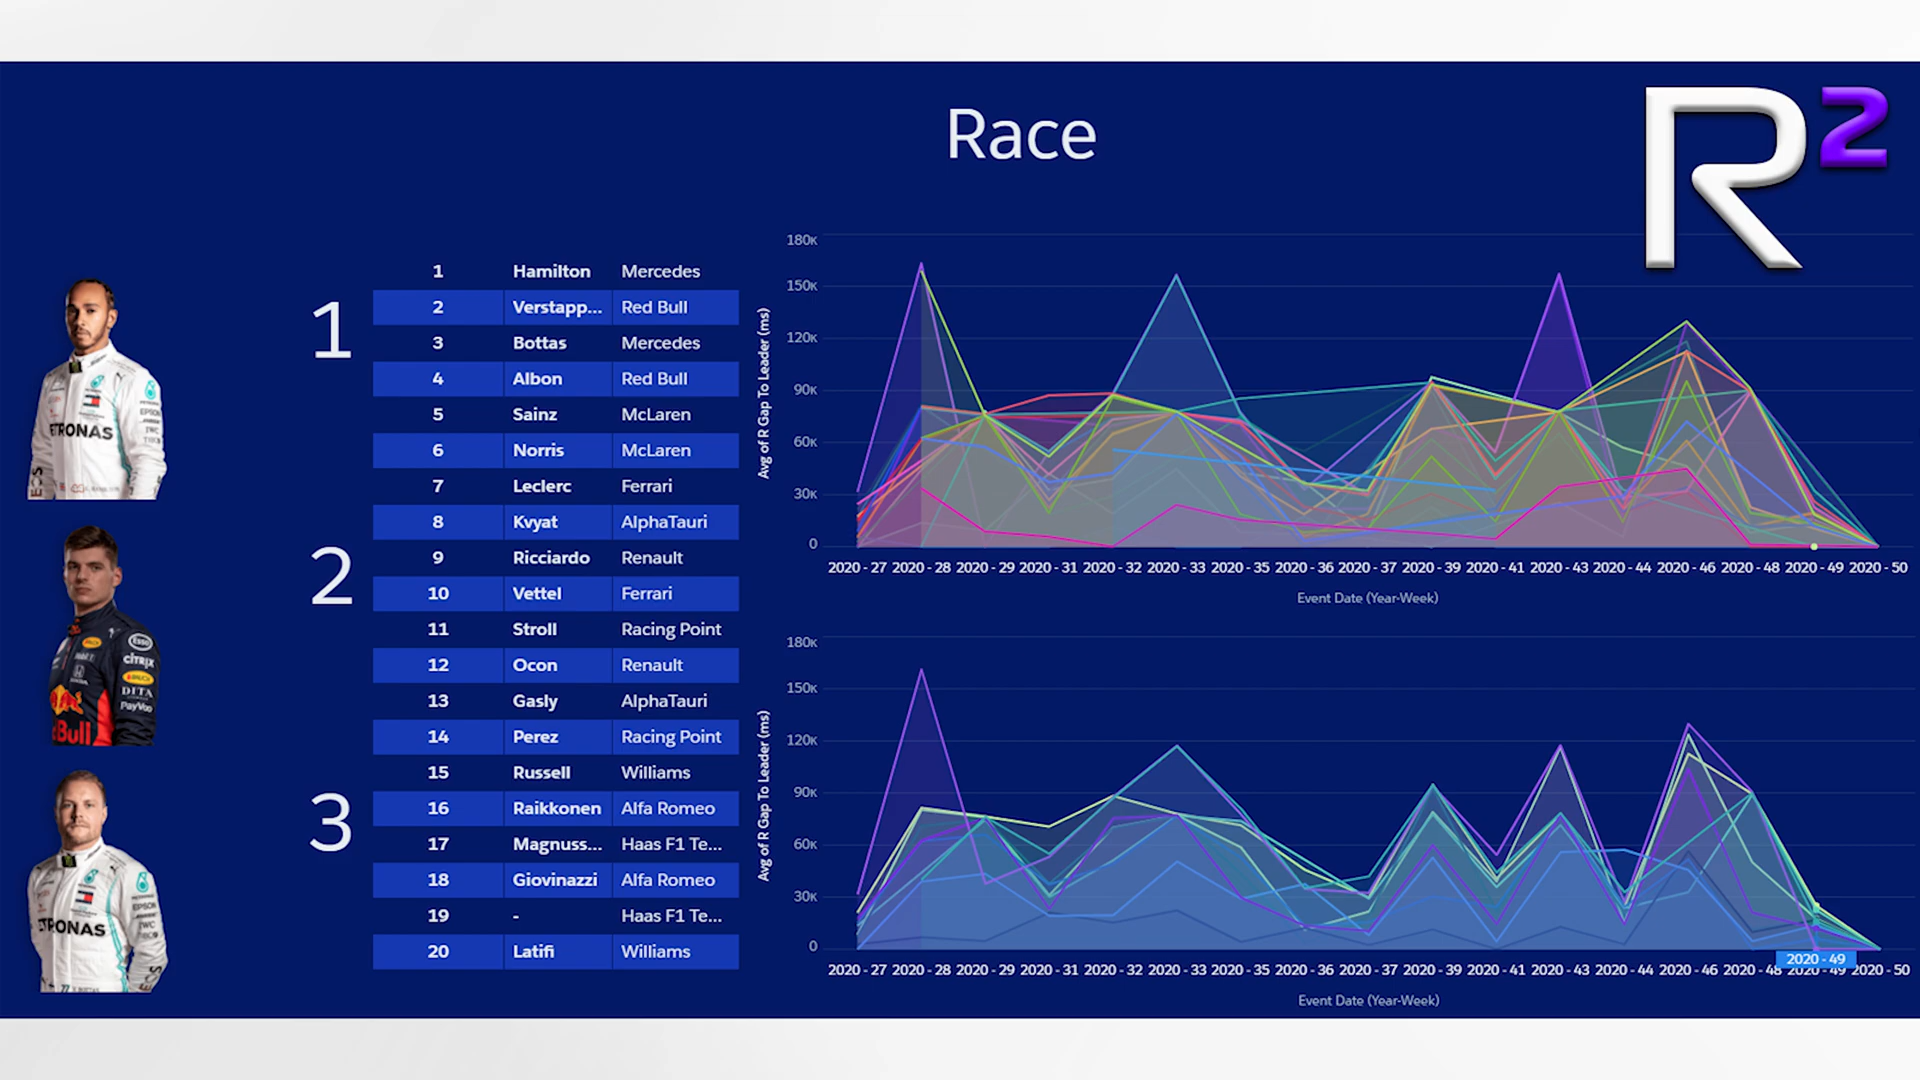 Race
R2
1
2
3
1 Hamilton Mercedes
2 Verstapp... Red Bull
3 Bottas Mercedes
4 Albon Red Bull
5 Sainz McLaren
6 Norris McLaren
7 Leclerc Ferrari
8 Kvyat AlphaTauri
9 Ricciardo Renault
10 Vettel Ferrari
11 Stroll Racing Point
12 Ocon Renault
13 Gasly AlphaTauri
14 Perez Racing Point
15 Russell Williams
16 Raikkonen Alfa Romeo
17 Magnuss... Haas F1 Te...
18 Giovinazzi Alfa Romeo
19 - Haas F1 Te...
20 Latifi Williams
ETRONAS
EPSON
Esso
CITRIX
DITA
PayVoo
Bull
ETRONAS
EPSON
Avg of R Gap To Leader (ms)
180K
150K
120K
90K
60K
30K
0
2020 - 27 2020 - 28 2020 - 29 2020 - 31 2020 - 32 2020 - 33 2020 - 35 2020 - 36 2020 - 37 2020 - 39 2020 - 41 2020 - 43 2020 - 44 2020 - 46 2020 - 48 2020 - 49 2020 - 50
Event Date (Year-Week)
Avg of R Gap To Leader (ms)
180K
150K
120K
90K
60K
30K
0
2020 - 49
2020 - 27 2020 - 28 2020 - 29 2020 - 31 2020 - 32 2020 - 33 2020 - 35 2020 - 36 2020 - 37 2020 - 39 2020 - 41 2020 - 43 2020 - 44 2020 - 46 2020 - 48 2020 - 49 2020 - 50
Event Date (Year-Week)